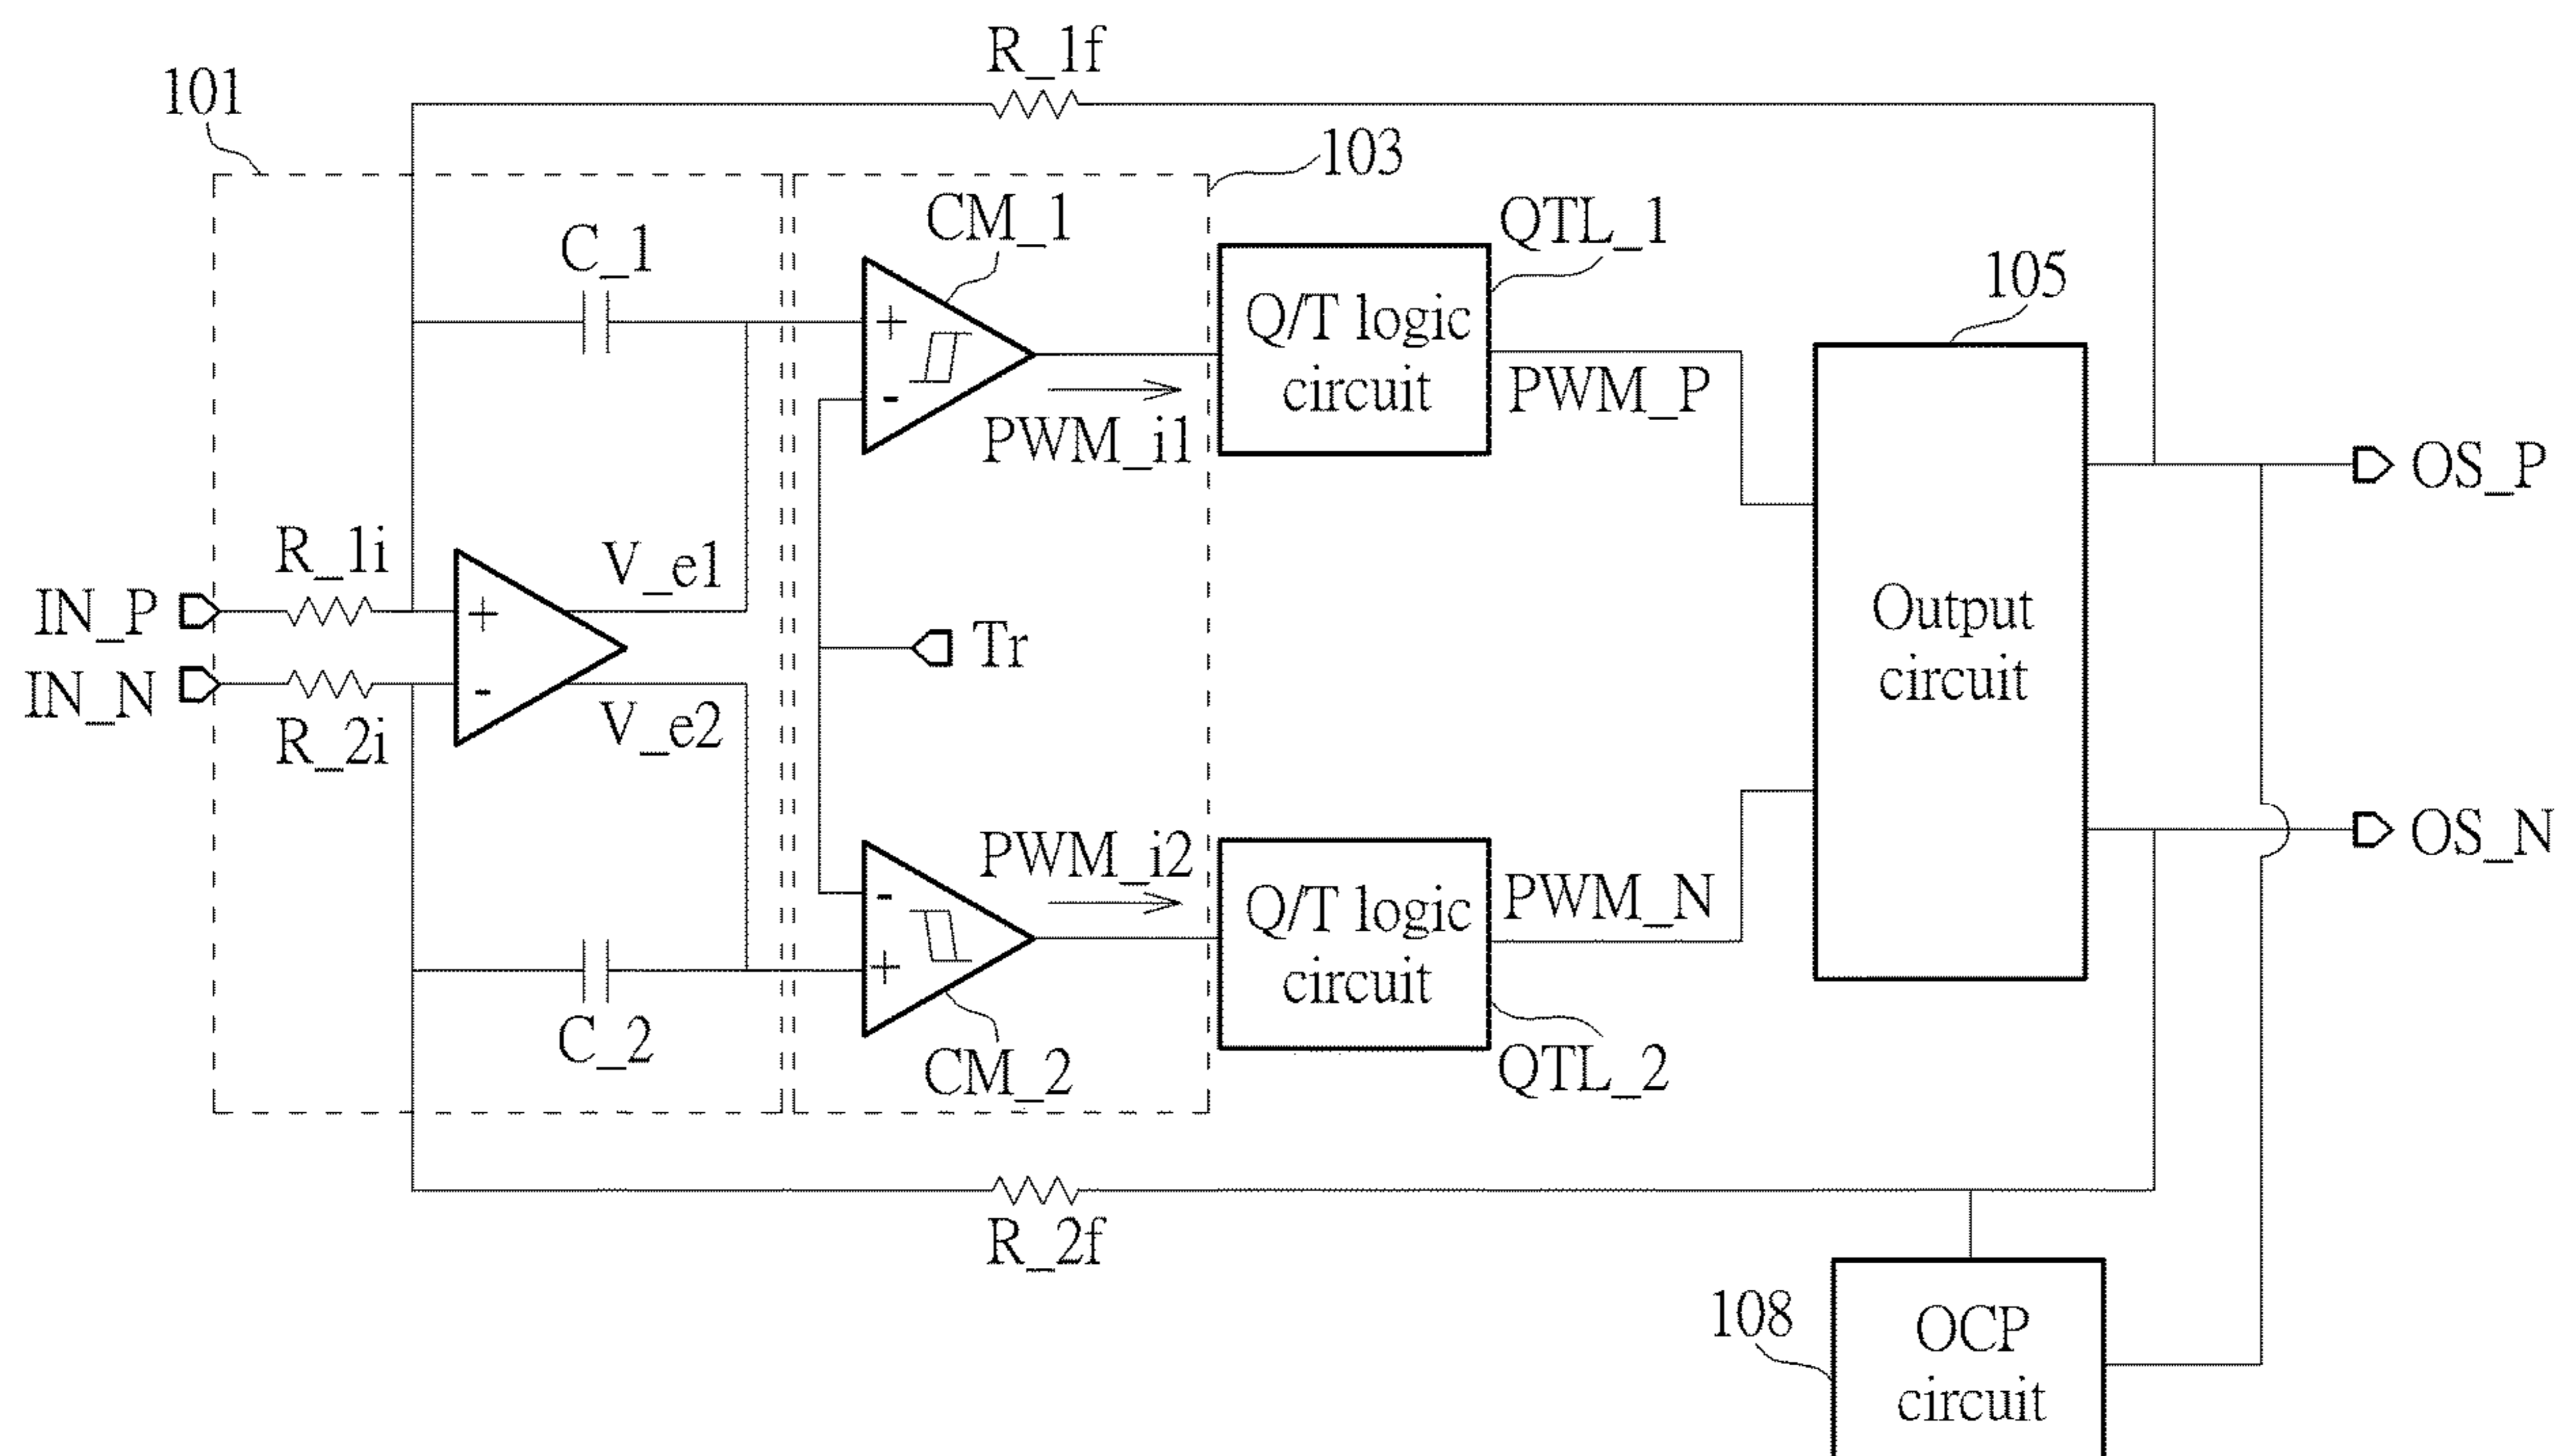 R_1f
101
103
CM_1
QTL_1
C_1
105
+
Q/T logic
circuit
-
PWM_P
PWM_i1
OS_P
R_1i
V_e1
IN_P
+
Output
circuit
Tr
IN_N
-
R_2i
V_e2
OS_N
PWM_i2
-
Q/T logic
circuit
PWM_N
+
C_2
CM_2
QTL_2
R_2f
108
OCP
circuit